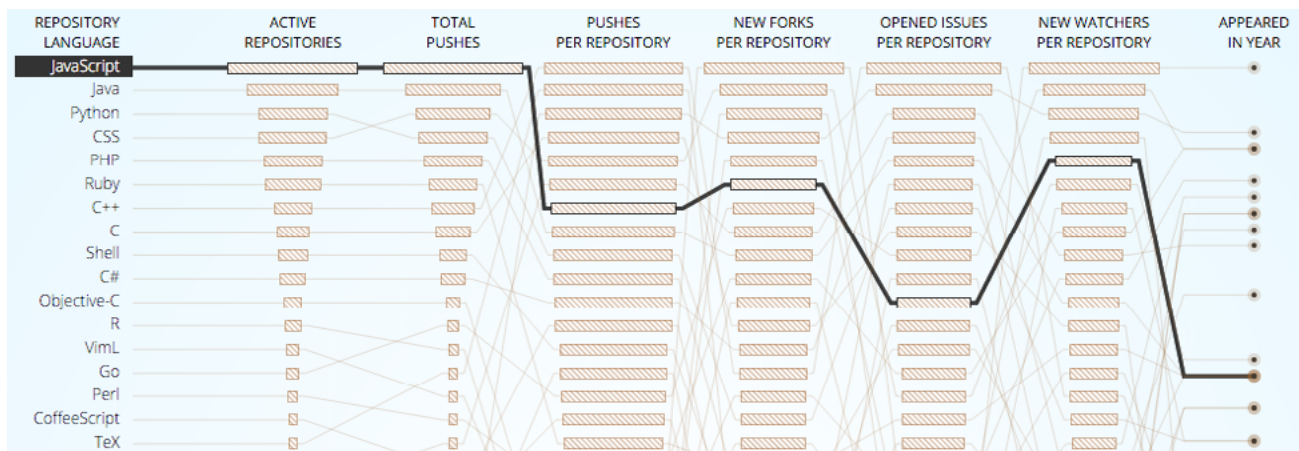 REPOSITORY LANGUAGE
ACTIVE REPOSITORIES
TOTAL PUSHES
PUSHES PER REPOSITORY
NEW FORKS PER REPOSITORY
OPENED ISSUES PER REPOSITORY
NEW WATCHERS PER REPOSITORY
APPEARED IN YEAR
JavaScript
Java
Python
CSS
PHP
Ruby
C++
C
Shell
C#
Objective-C
R
VimL
Go
Perl
CoffeeScript
TeX